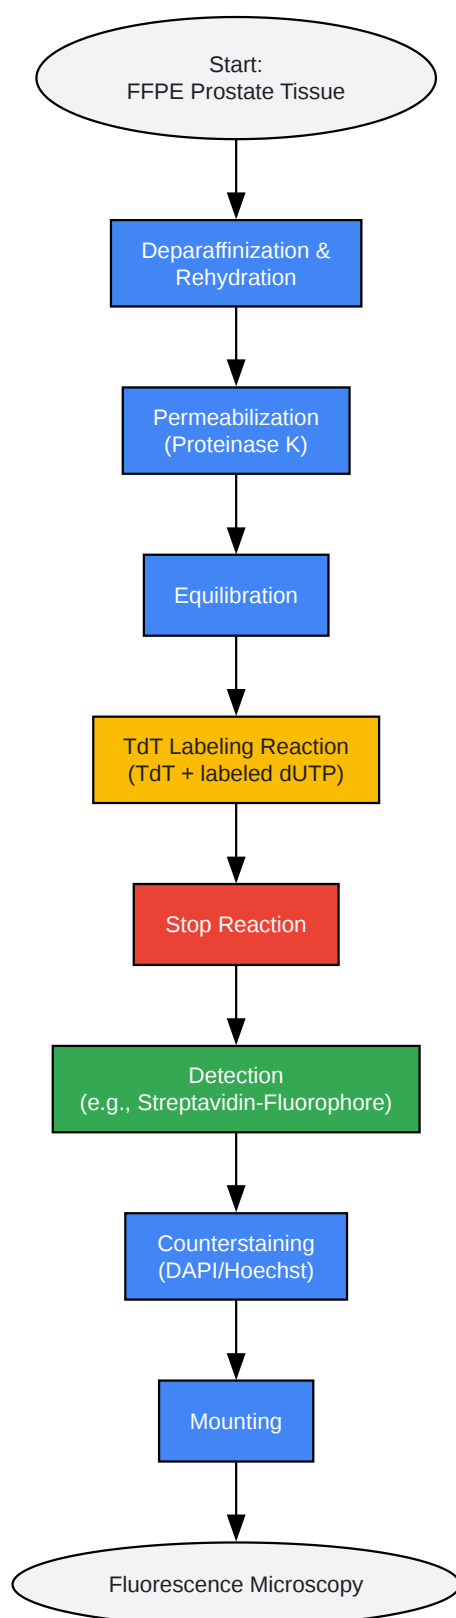 Start:
FFPE Prostate Tissue
Deparaffinization &
Rehydration
Permeabilization
(Proteinase K)
Equilibration
TdT Labeling Reaction
(TdT + labeled dUTP)
Stop Reaction
Detection
(e.g., Streptavidin-Fluorophore)
Counterstaining
(DAPI/Hoechst)
Mounting
Fluorescence Microscopy